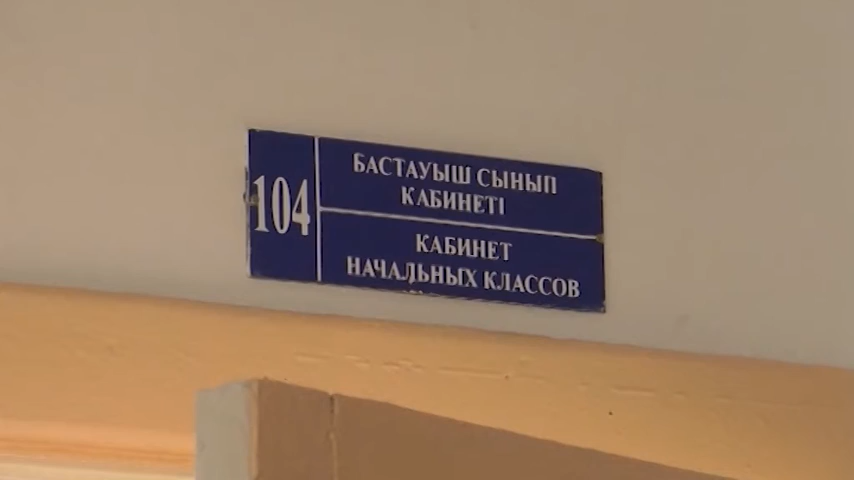 104
БАСТАУЫШ СЫНЫП
КАБИНЕТІ
КАБИНЕТ
НАЧАЛЬНЫХ КЛАССОВ